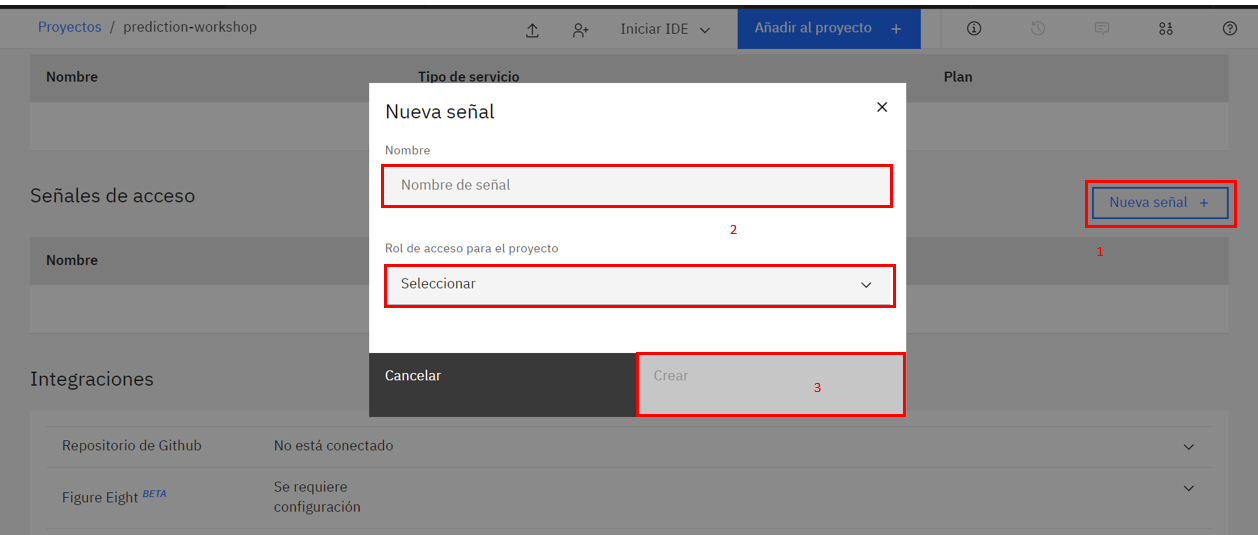 Proyectos / prediction-workshop
Iniciar IDE
Añadir al proyecto +
Nombre Tipo de servicio Plan
Nueva señal
Nombre
Nombre de señal
2
Rol de acceso para el proyecto
Seleccionar
Cancelar
Crear
3
Señales de acceso
Nueva señal +
1
Nombre
Integraciones
Repositorio de Github No está conectado
Figure Eight BETA
Se requiere
configuración